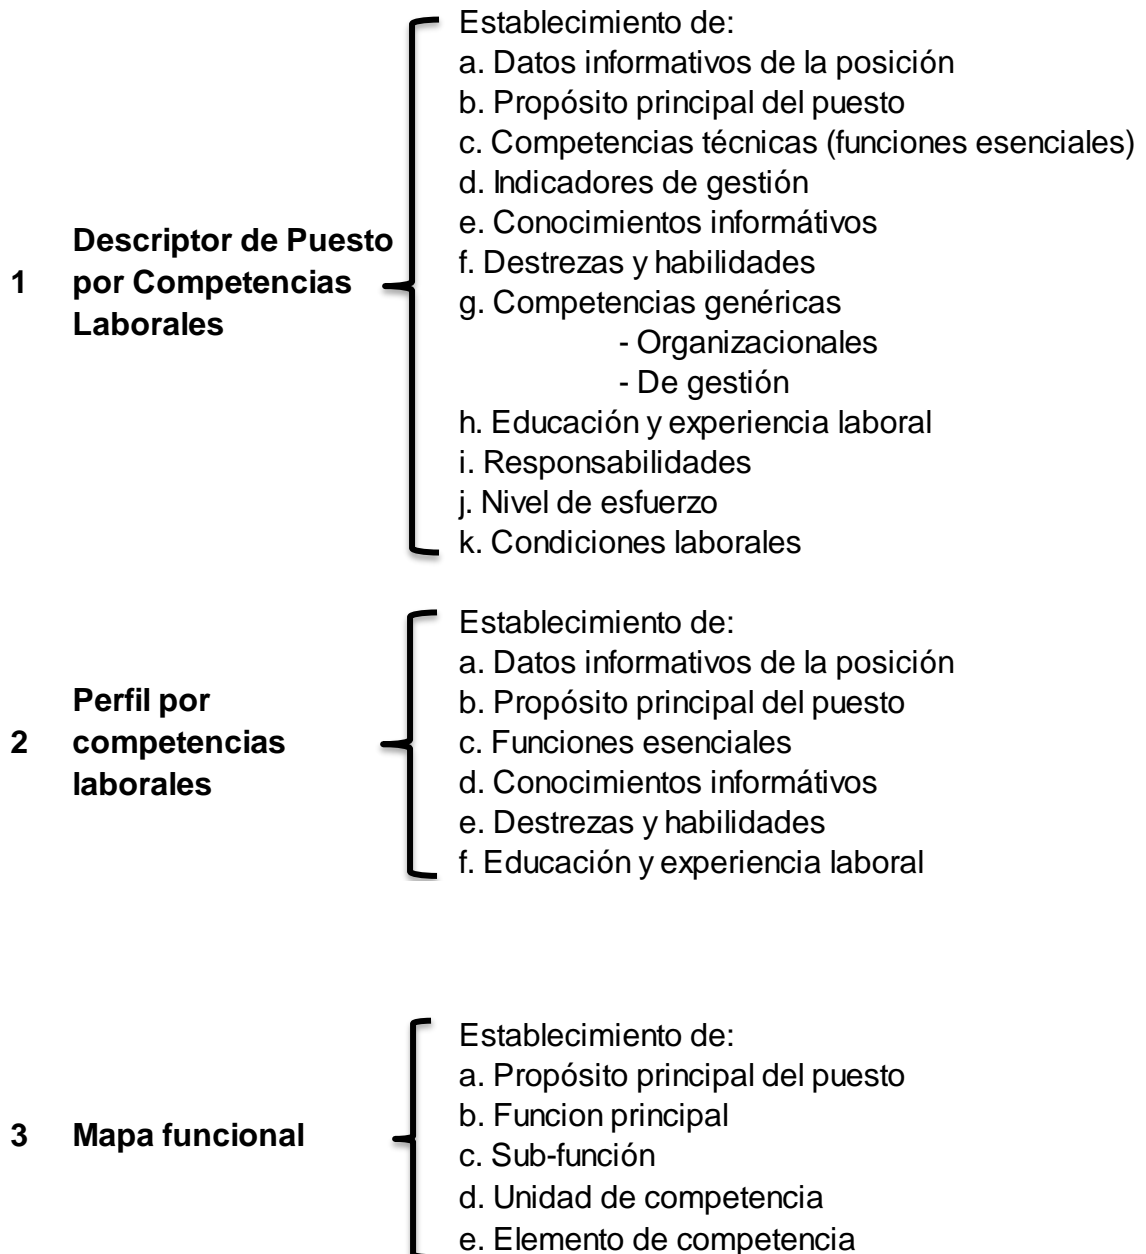 Establecimiento de:
a. Datos informativos de la posición
b. Propósito principal del puesto
c. Competencias técnicas (funciones esenciales)
d. Indicadores de gestión
e. Conocimientos informátivos
f. Destrezas y habilidades
g. Competencias genéricas
- Organizacionales
- De gestión
h. Educación y experiencia laboral
i. Responsabilidades
j. Nivel de esfuerzo
k. Condiciones laborales
1
Descriptor de Puesto
por Competencias
Laborales
Establecimiento de:
a. Datos informativos de la posición
b. Propósito principal del puesto
c. Funciones esenciales
d. Conocimientos informátivos
e. Destrezas y habilidades
f. Educación y experiencia laboral
2
Perfil por
competencias
laborales
Establecimiento de:
a. Propósito principal del puesto
b. Funcion principal
c. Sub-función
d. Unidad de competencia
e. Elemento de competencia
3 Mapa funcional